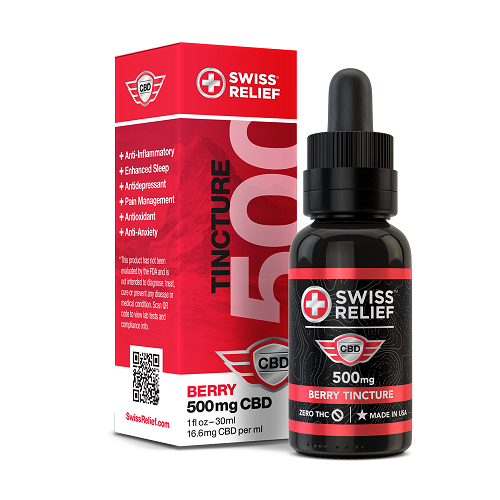 CBD
+ Anti-Inflammatory
+ Enhanced Sleep
+ Antidepressant
+ Pain Management
+ Antioxidant
+ Anti-Anxiety
*This product has not been
evaluated by the FDA and is
not intended to diagnose, treat,
cure or prevent any disease or
medical condition. Scan QR
code to view lab tests and
compliance info.
SwissRelief.com
SWISS®
RELIEF
TINCTURE
500
CBD
BERRY
500mg CBD
1 fl oz – 30ml
16.6mg CBD per ml
SWISS™
RELIEF
CBD
500mg
BERRY TINCTURE
ZERO THC
★ MADE IN USA